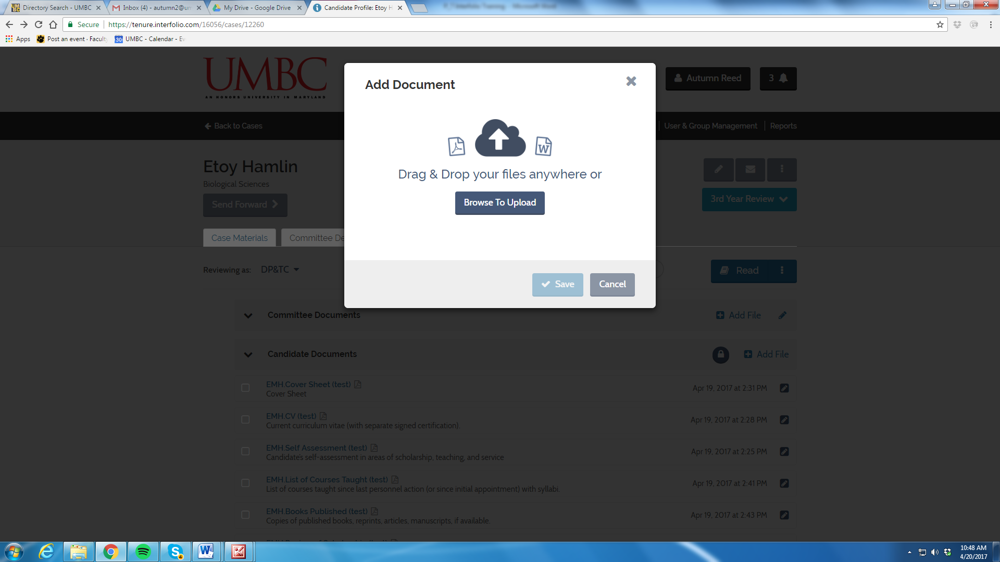 Directory Search - UMBC
Inbox (4) - autumn2@um
My Drive - Google Drive
Candidate Profile: Etoy H
Secure
https://tenure.interfolio.com/16056/cases/12260
Apps
Post an event · Faculty
30
UMBC - Calendar - Ev
UMBC
AN HONORS UNIVERSITY IN MARYLAND
Autumn Reed
3
Back to Cases
User & Group Management
Reports
Etoy Hamlin
Biological Sciences
Send Forward
3rd Year Review
Case Materials
Committee De
Reviewing as:
DP&TC
Read
Add Document
Drag & Drop your files anywhere or
Browse To Upload
Save
Cancel
Committee Documents
Add File
Candidate Documents
Add File
EMH.Cover Sheet (test)
Cover Sheet
Apr 19, 2017 at 2:31 PM
EMH.CV (test)
Current curriculum vitae (with separate signed certification).
Apr 19, 2017 at 2:28 PM
EMH.Self Assessment (test)
Candidate's self-assessment in areas of scholarship, teaching, and service
Apr 19, 2017 at 2:25 PM
EMH.List of Courses Taught (test)
List of courses taught since last personnel action (or since initial appointment) with syllabi.
Apr 19, 2017 at 2:41 PM
EMH.Books Published (test)
Copies of published books, reprints, articles, manuscripts, if available.
Apr 19, 2017 at 2:43 PM
4
10:48 AM
4/20/2017